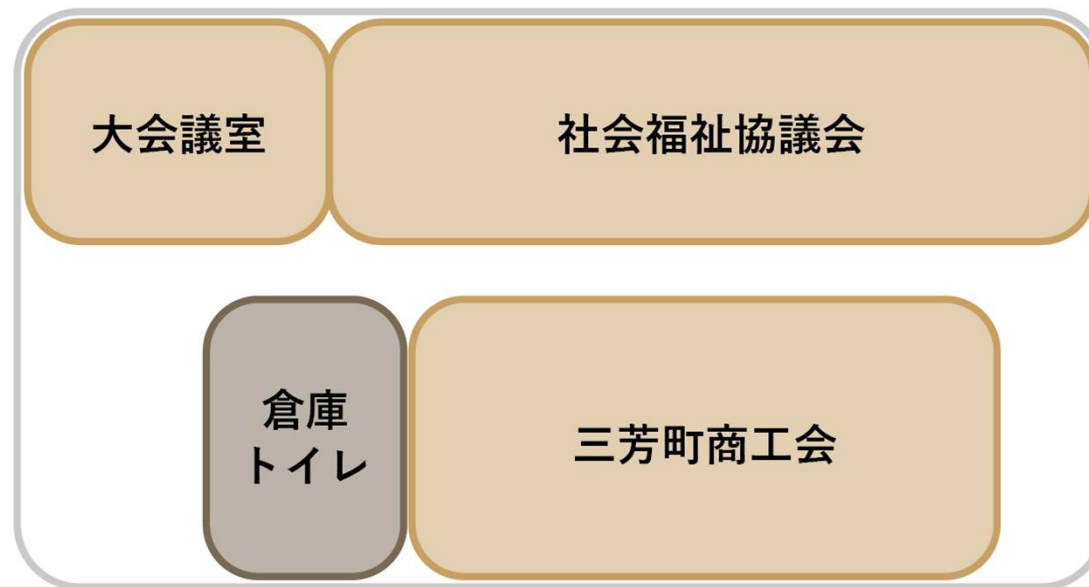 大会議室
社会福祉協議会
倉庫
トイレ
三芳町商工会